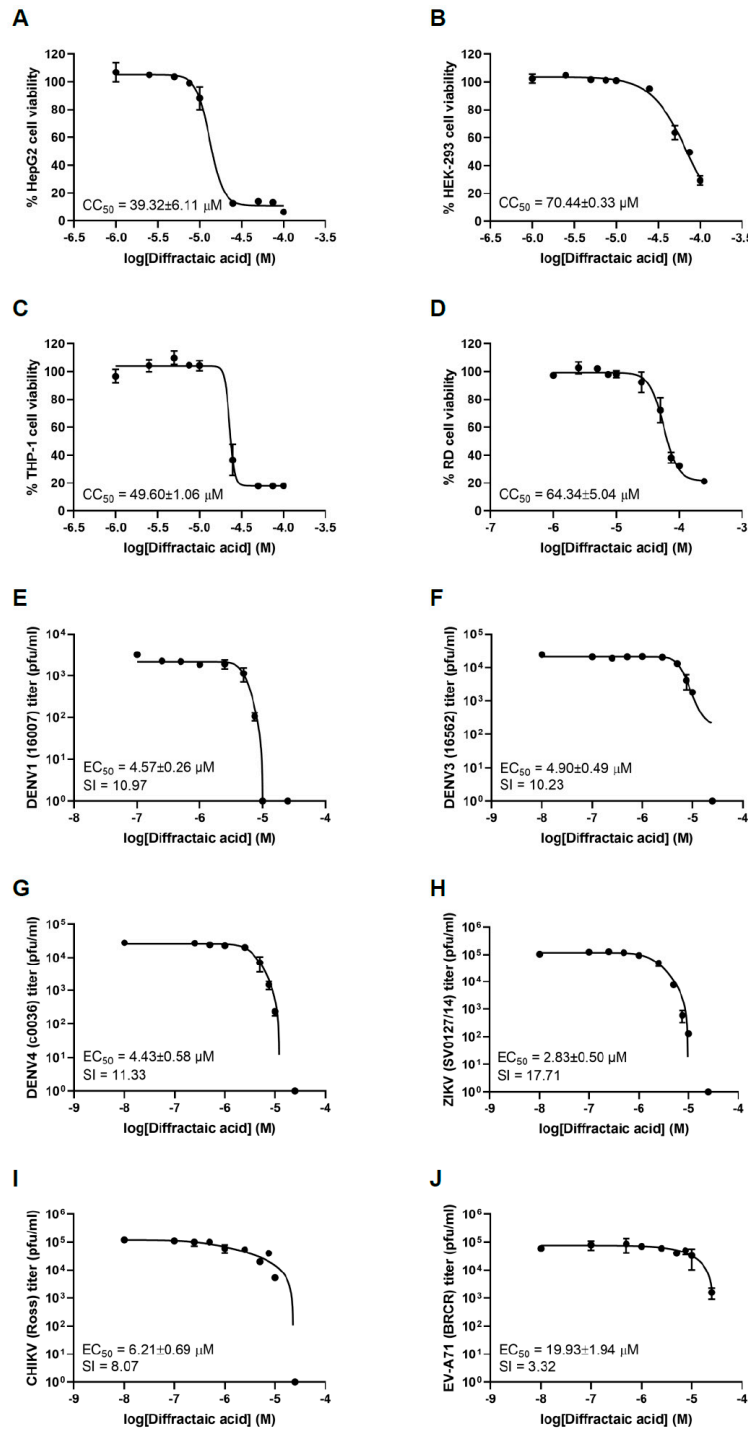 A
% HepG2 cell viability
120
100
80
60
40
20
0
CC50 = 39.32±6.11 µM
-6.5 -6.0 -5.5 -5.0 -4.5 -4.0 -3.5
log[Diffractaic acid] (M)
B
% HEK-293 cell viability
120
100
80
60
40
20
0
CC50 = 70.44±0.33 µM
-6.5 -6.0 -5.5 -5.0 -4.5 -4.0 -3.5
log[Diffractaic acid] (M)
C
% THP-1 cell viability
120
100
80
60
40
20
0
CC50 = 49.60±1.06 µM
-6.5 -6.0 -5.5 -5.0 -4.5 -4.0 -3.5
log[Diffractaic acid] (M)
D
% RD cell viability
120
100
80
60
40
20
0
CC50 = 64.34±5.04 µM
-7 -6 -5 -4 -3
log[Diffractaic acid] (M)
E
DENV1 (16007) titer (pfu/ml)
10^4
10^3
10^2
10^1
10^0
EC50 = 4.57±0.26 µM
SI = 10.97
-8 -7 -6 -5 -4
log[Diffractaic acid] (M)
F
DENV3 (16562) titer (pfu/ml)
10^5
10^4
10^3
10^2
10^1
10^0
EC50 = 4.90±0.49 µM
SI = 10.23
-9 -8 -7 -6 -5 -4
log[Diffractaic acid] (M)
G
DENV4 (c0036) titer (pfu/ml)
10^5
10^4
10^3
10^2
10^1
10^0
EC50 = 4.43±0.58 µM
SI = 11.33
-9 -8 -7 -6 -5 -4
log[Diffractaic acid] (M)
H
ZIKV (SV0127/14) titer (pfu/ml)
10^6
10^5
10^4
10^3
10^2
10^1
10^0
EC50 = 2.83±0.50 µM
SI = 17.71
-9 -8 -7 -6 -5 -4
log[Diffractaic acid] (M)
I
CHIKV (Ross) titer (pfu/ml)
10^6
10^5
10^4
10^3
10^2
10^1
10^0
EC50 = 6.21±0.69 µM
SI = 8.07
-9 -8 -7 -6 -5 -4
log[Diffractaic acid] (M)
J
EV-A71 (BRCR) titer (pfu/ml)
10^6
10^5
10^4
10^3
10^2
10^1
10^0
EC50 = 19.93±1.94 µM
SI = 3.32
-9 -8 -7 -6 -5 -4
log[Diffractaic acid] (M)